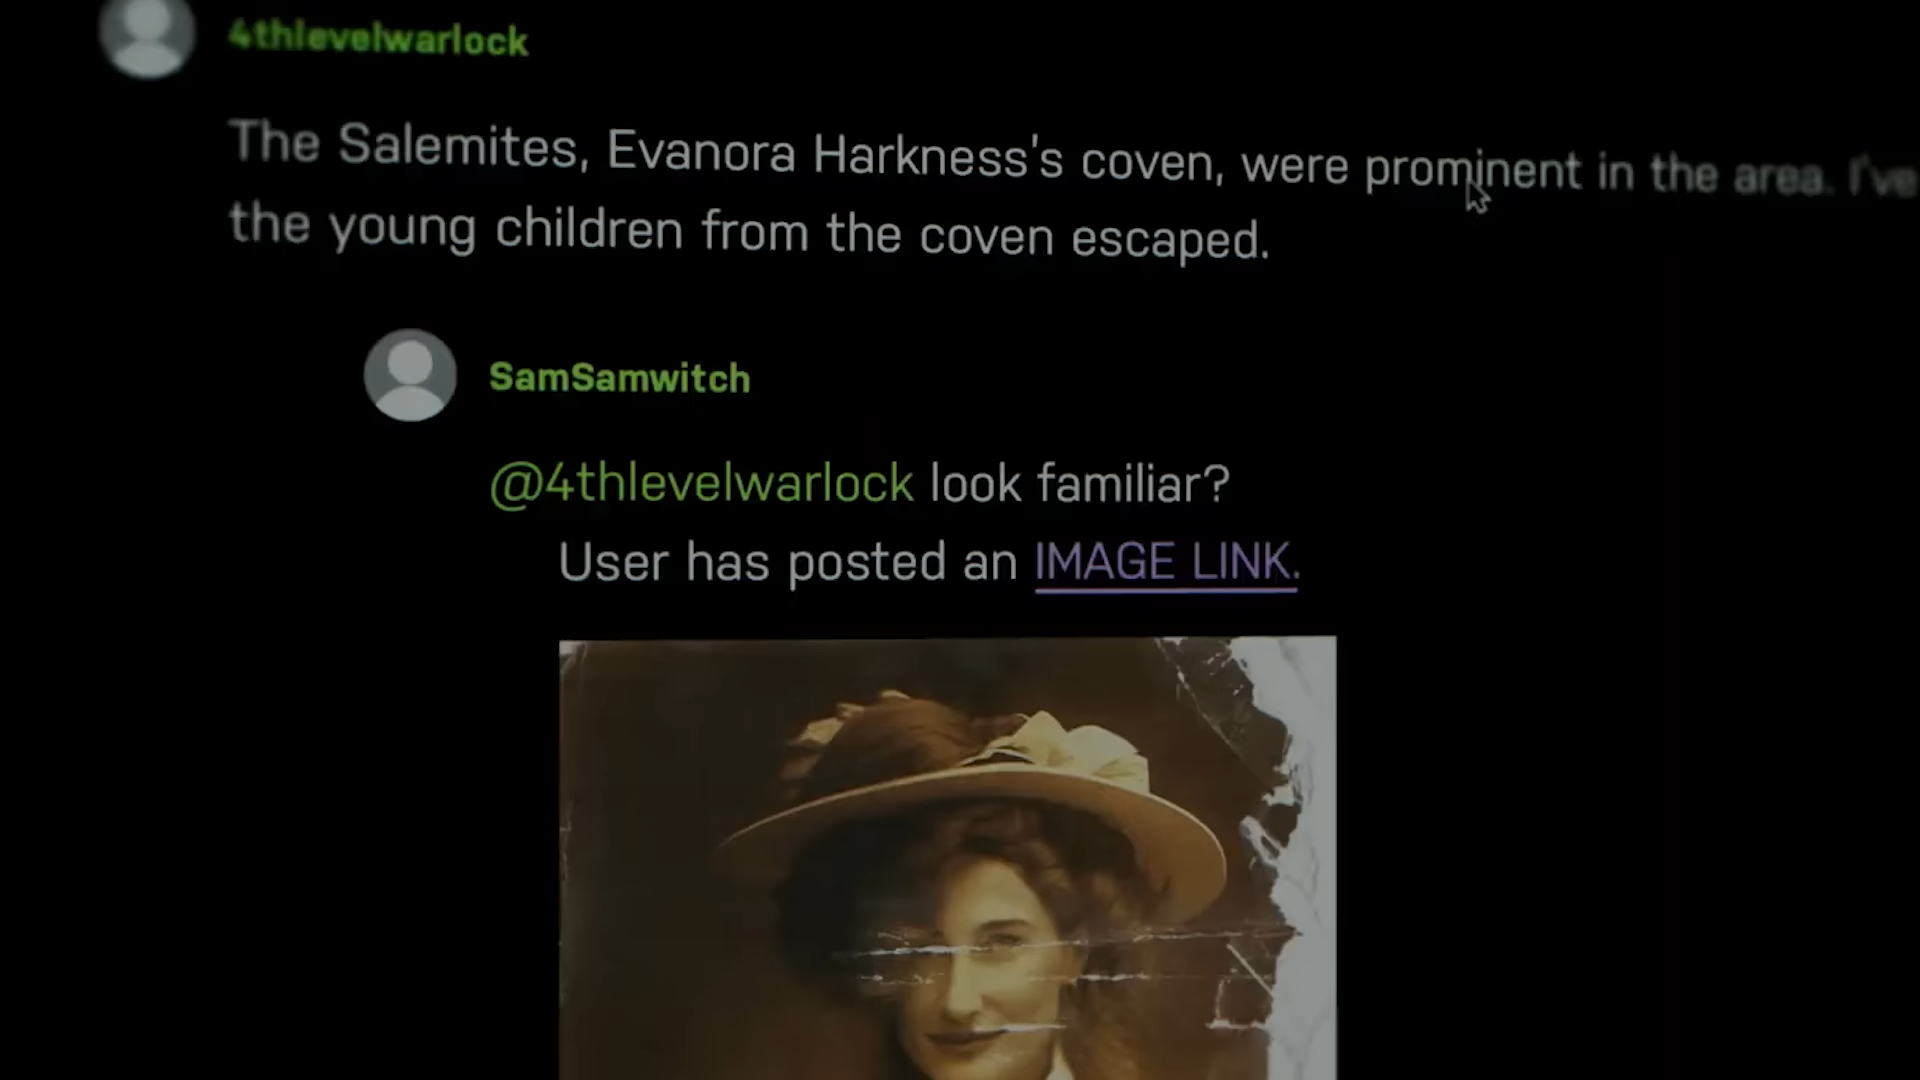 4thlevelwarlock
The Salemites, Evanora Harkness's coven, were prominent in the area. I've
the young children from the coven escaped.
SamSamwitch
@4thlevelwarlock look familiar?
User has posted an IMAGE LINK.